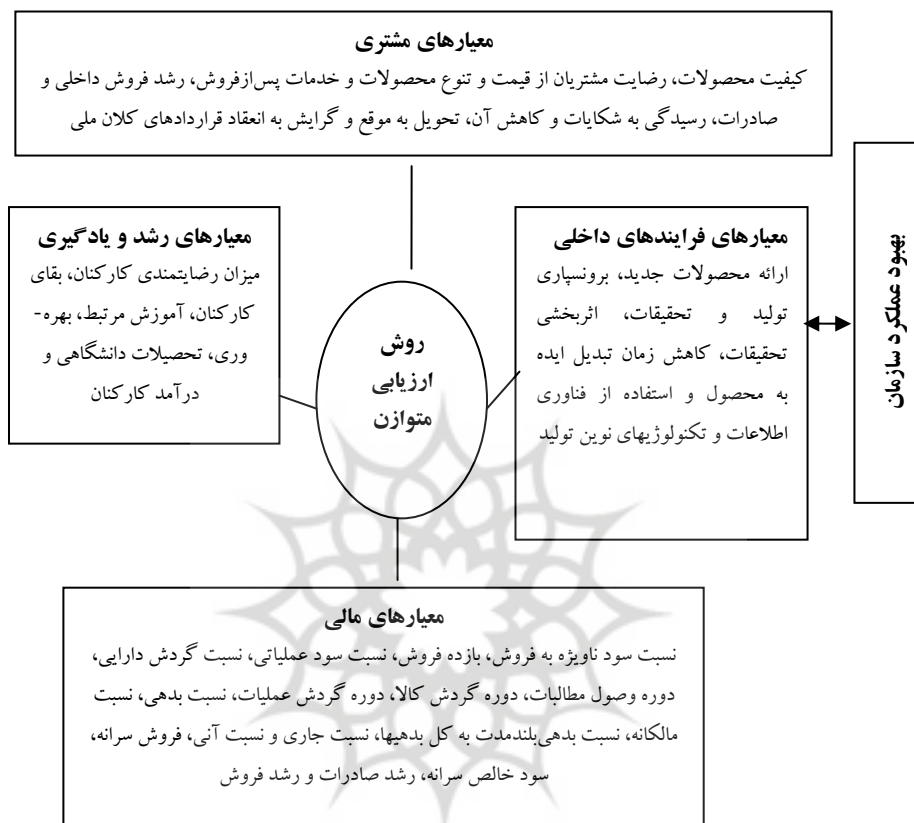 معیارهای مشتری
کیفیت محصولات، رضایت مشتریان از قیمت و تنوع محصولات و خدمات پس‌ازفروش، رشد فروش داخلی و
صادرات، رسیدگی به شکایات و کاهش آن، تحویل به موقع و گرایش به انعقاد قراردادهای کلان ملی
بهبود عملکرد سازمان
معیارهای فرایندهای داخلی
ارائه محصولات جدید، برونسپاری
تولید و تحقیقات، اثربخشی
تحقیقات، کاهش زمان تبدیل ایده
به محصول و استفاده از فناوری
اطلاعات و تکنولوژیهای نوین تولید
روش
ارزیابی
متوازن
معیارهای رشد و یادگیری
میزان رضایتمندی کارکنان، بقای
کارکنان، آموزش مرتبط، بهره-
وری، تحصیلات دانشگاهی و
درآمد کارکنان
معیارهای مالی
نسبت سود ناویژه به فروش، بازده فروش، نسبت سود عملیاتی، نسبت گردش دارایی،
دوره وصول مطالبات، دوره گردش کالا، دوره گردش عملیات، نسبت بدهی، نسبت
مالکانه، نسبت بدهی‌بلندمدت به کل بدهیها، نسبت جاری و نسبت آنی، فروش سرانه،
سود خالص سرانه، رشد صادرات و رشد فروش